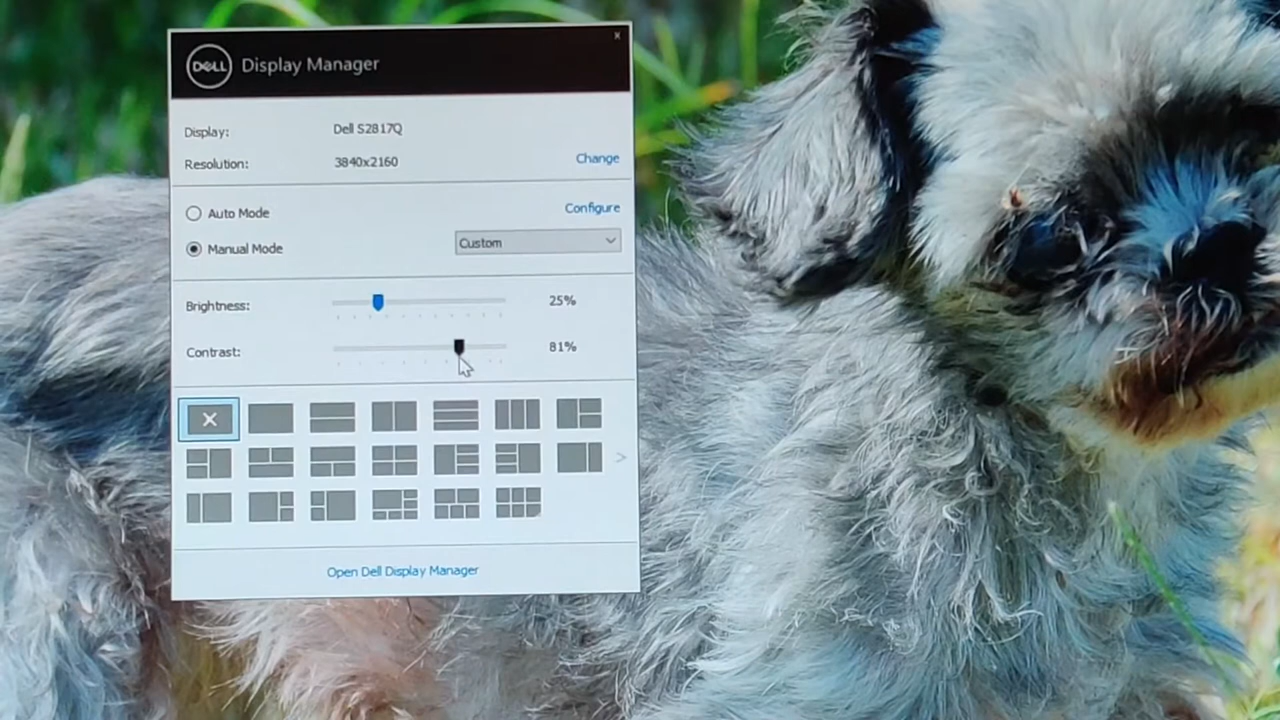 DELL Display Manager
Display: Dell S2817Q
Resolution: 3840x2160 Change
Auto Mode Configure
Manual Mode Custom
Brightness: 25%
Contrast: 81%
Open Dell Display Manager